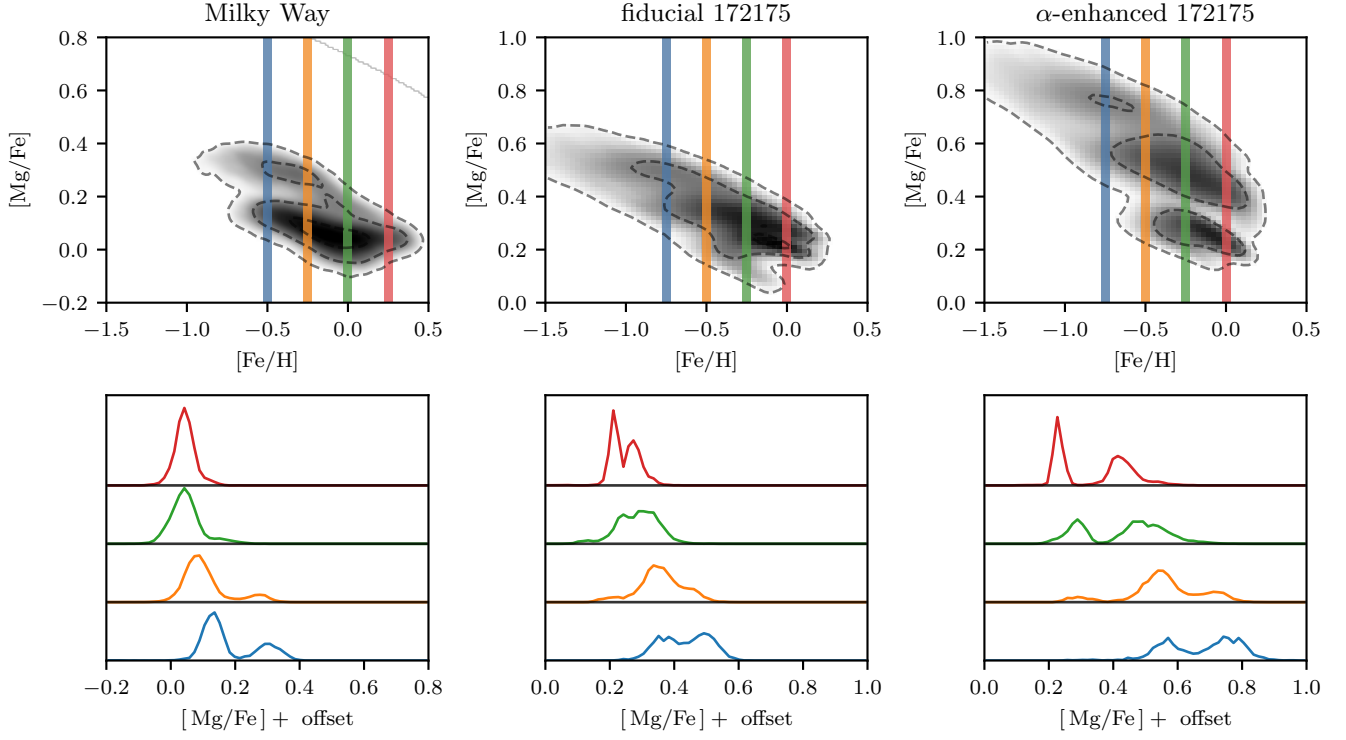 Milky Way
fiducial 172175
α-enhanced 172175
[Mg/Fe]
0.8
0.6
0.4
0.2
0.0
−0.2
−1.5 −1.0 −0.5 0.0 0.5
[Fe/H]
[Mg/Fe]
1.0
0.8
0.6
0.4
0.2
0.0
−1.5 −1.0 −0.5 0.0 0.5
[Fe/H]
[Mg/Fe]
1.0
0.8
0.6
0.4
0.2
0.0
−1.5 −1.0 −0.5 0.0 0.5
[Fe/H]
−0.2 0.0 0.2 0.4 0.6 0.8
[Mg/Fe] + offset
0.0 0.2 0.4 0.6 0.8 1.0
[Mg/Fe] + offset
0.0 0.2 0.4 0.6 0.8 1.0
[Mg/Fe] + offset